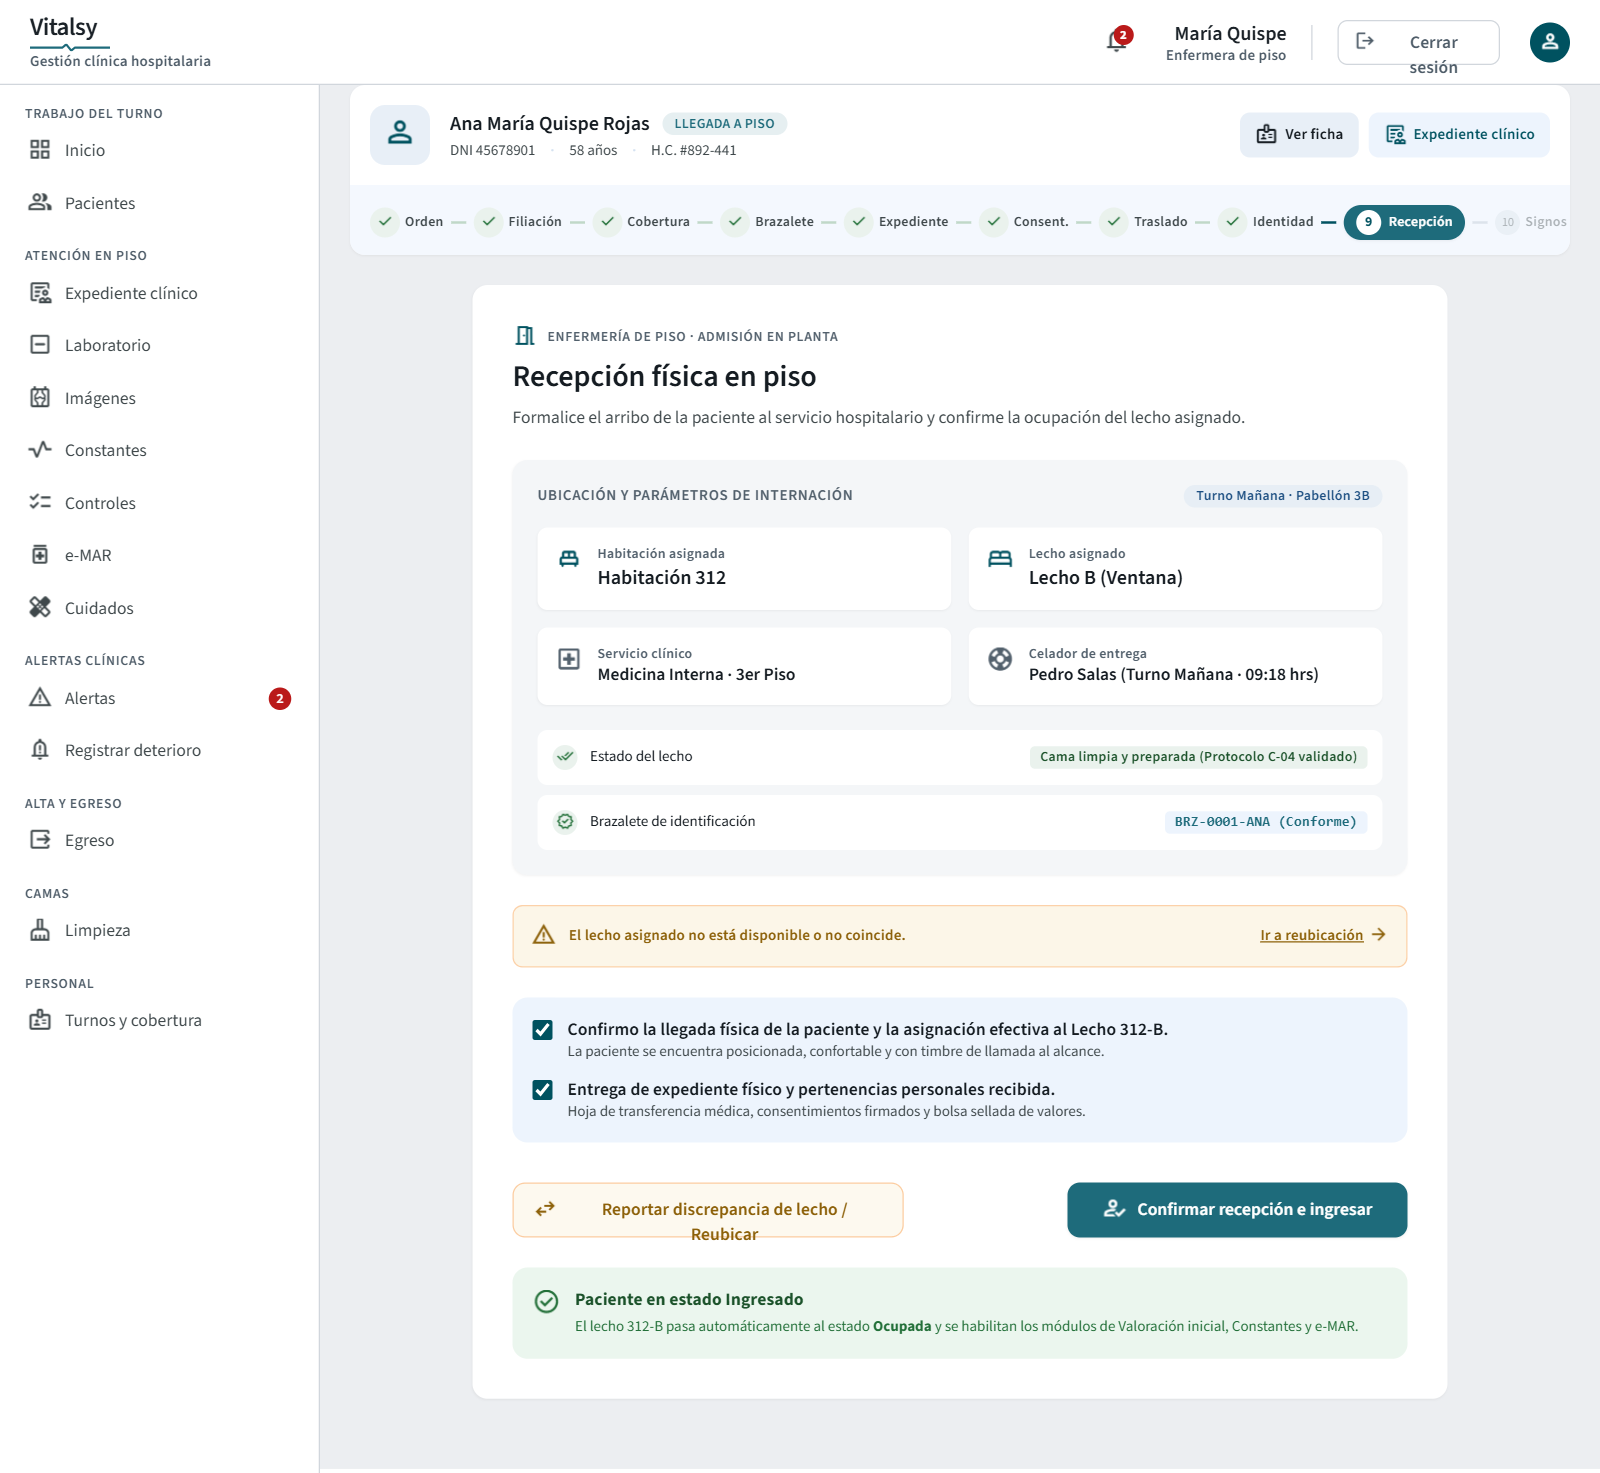 Vitalsy
Gestión clínica hospitalaria
2
María Quispe
Enfermera de piso
Cerrar
sesión
TRABAJO DEL TURNO
Inicio
Pacientes
ATENCIÓN EN PISO
Expediente clínico
Laboratorio
Imágenes
Constantes
Controles
e-MAR
Cuidados
ALERTAS CLÍNICAS
Alertas
2
Registrar deterioro
ALTA Y EGRESO
Egreso
CAMAS
Limpieza
PERSONAL
Turnos y cobertura
Ana María Quispe Rojas
LLEGADA A PISO
DNI 45678901 · 58 años · H.C. #892-441
Ver ficha
Expediente clínico
Orden
Filiación
Cobertura
Brazalete
Expediente
Consent.
Traslado
Identidad
9 Recepción
10 Signos
ENFERMERÍA DE PISO · ADMISIÓN EN PLANTA
Recepción física en piso
Formalice el arribo de la paciente al servicio hospitalario y confirme la ocupación del lecho asignado.
UBICACIÓN Y PARÁMETROS DE INTERNACIÓN
Turno Mañana · Pabellón 3B
Habitación asignada
Habitación 312
Lecho asignado
Lecho B (Ventana)
Servicio clínico
Medicina Interna · 3er Piso
Celador de entrega
Pedro Salas (Turno Mañana · 09:18 hrs)
Estado del lecho
Cama limpia y preparada (Protocolo C-04 validado)
Brazalete de identificación
BRZ-0001-ANA (Conforme)
El lecho asignado no está disponible o no coincide.
Ir a reubicación
Confirmo la llegada física de la paciente y la asignación efectiva al Lecho 312-B.
La paciente se encuentra posicionada, confortable y con timbre de llamada al alcance.
Entrega de expediente físico y pertenencias personales recibida.
Hoja de transferencia médica, consentimientos firmados y bolsa sellada de valores.
Reportar discrepancia de lecho /
Reubicar
Confirmar recepción e ingresar
Paciente en estado Ingresado
El lecho 312-B pasa automáticamente al estado Ocupada y se habilitan los módulos de Valoración inicial, Constantes y e-MAR.